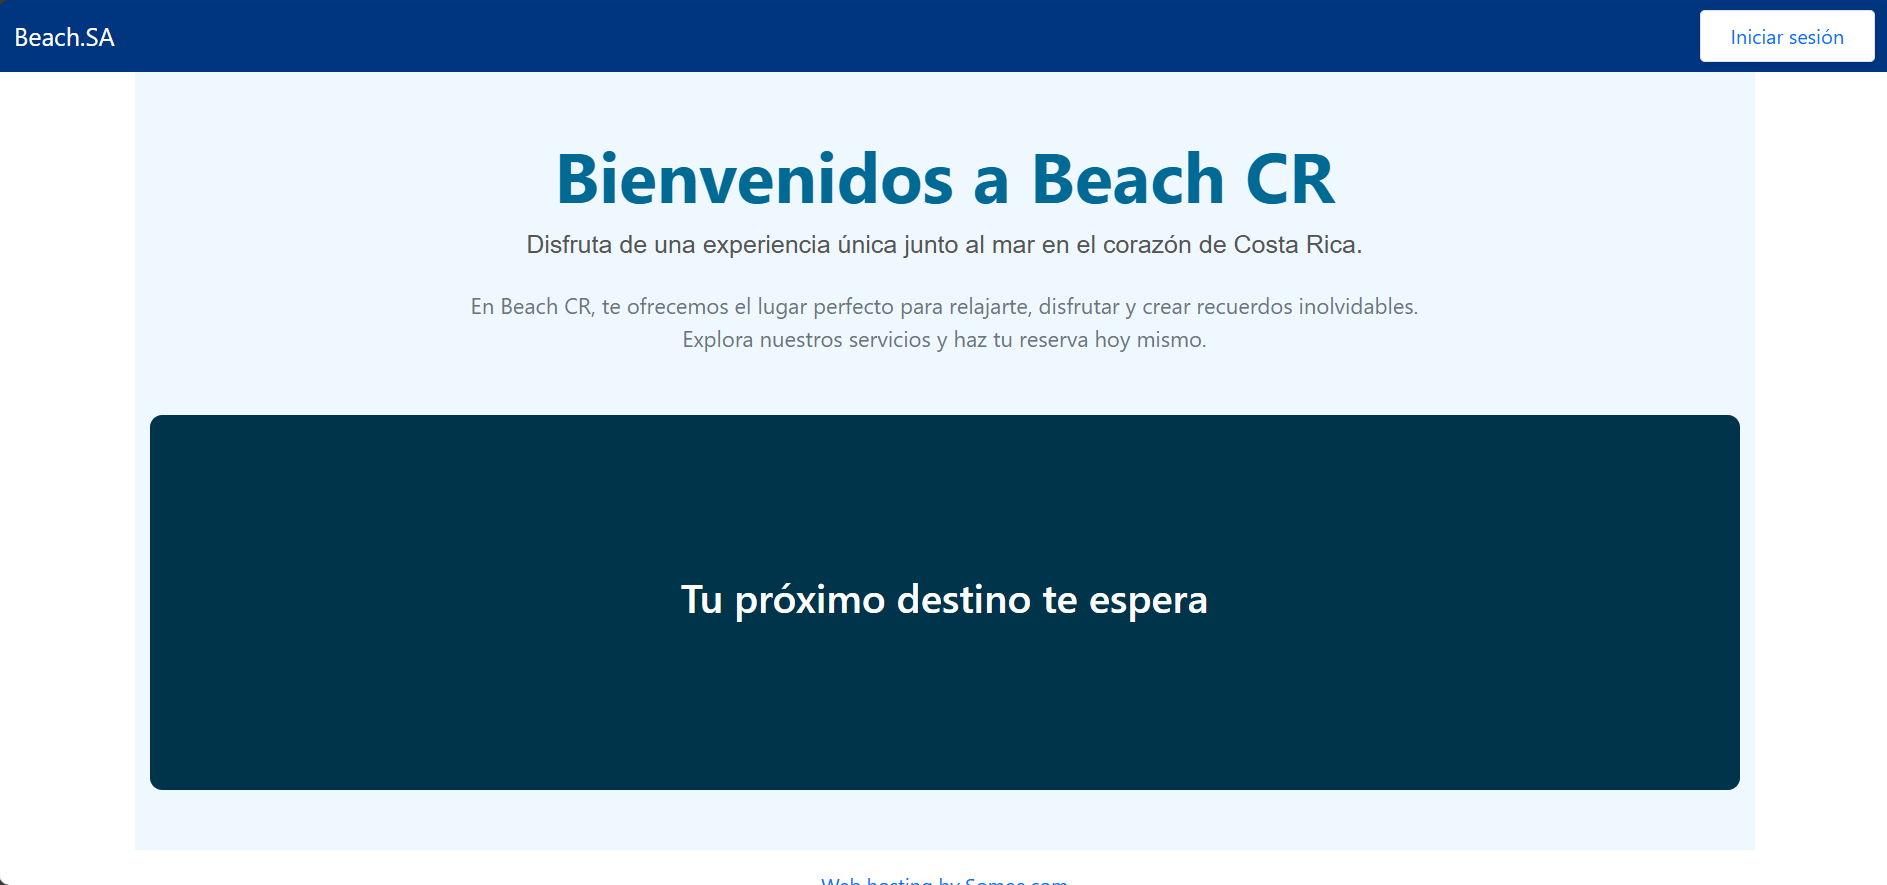 Beach.SA
Iniciar sesión
Bienvenidos a Beach CR
Disfruta de una experiencia única junto al mar en el corazón de Costa Rica.
En Beach CR, te ofrecemos el lugar perfecto para relajarte, disfrutar y crear recuerdos inolvidables.
Explora nuestros servicios y haz tu reserva hoy mismo.
Tu próximo destino te espera
Web hosting by Somee.com